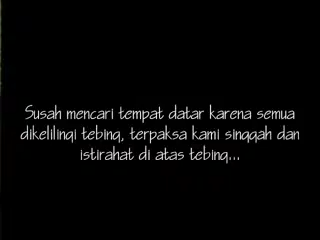 Susah mencari tempat datar karena semua
dikelilingi tebing, terpaksa kami singgah dan
istirahat di atas tebing...